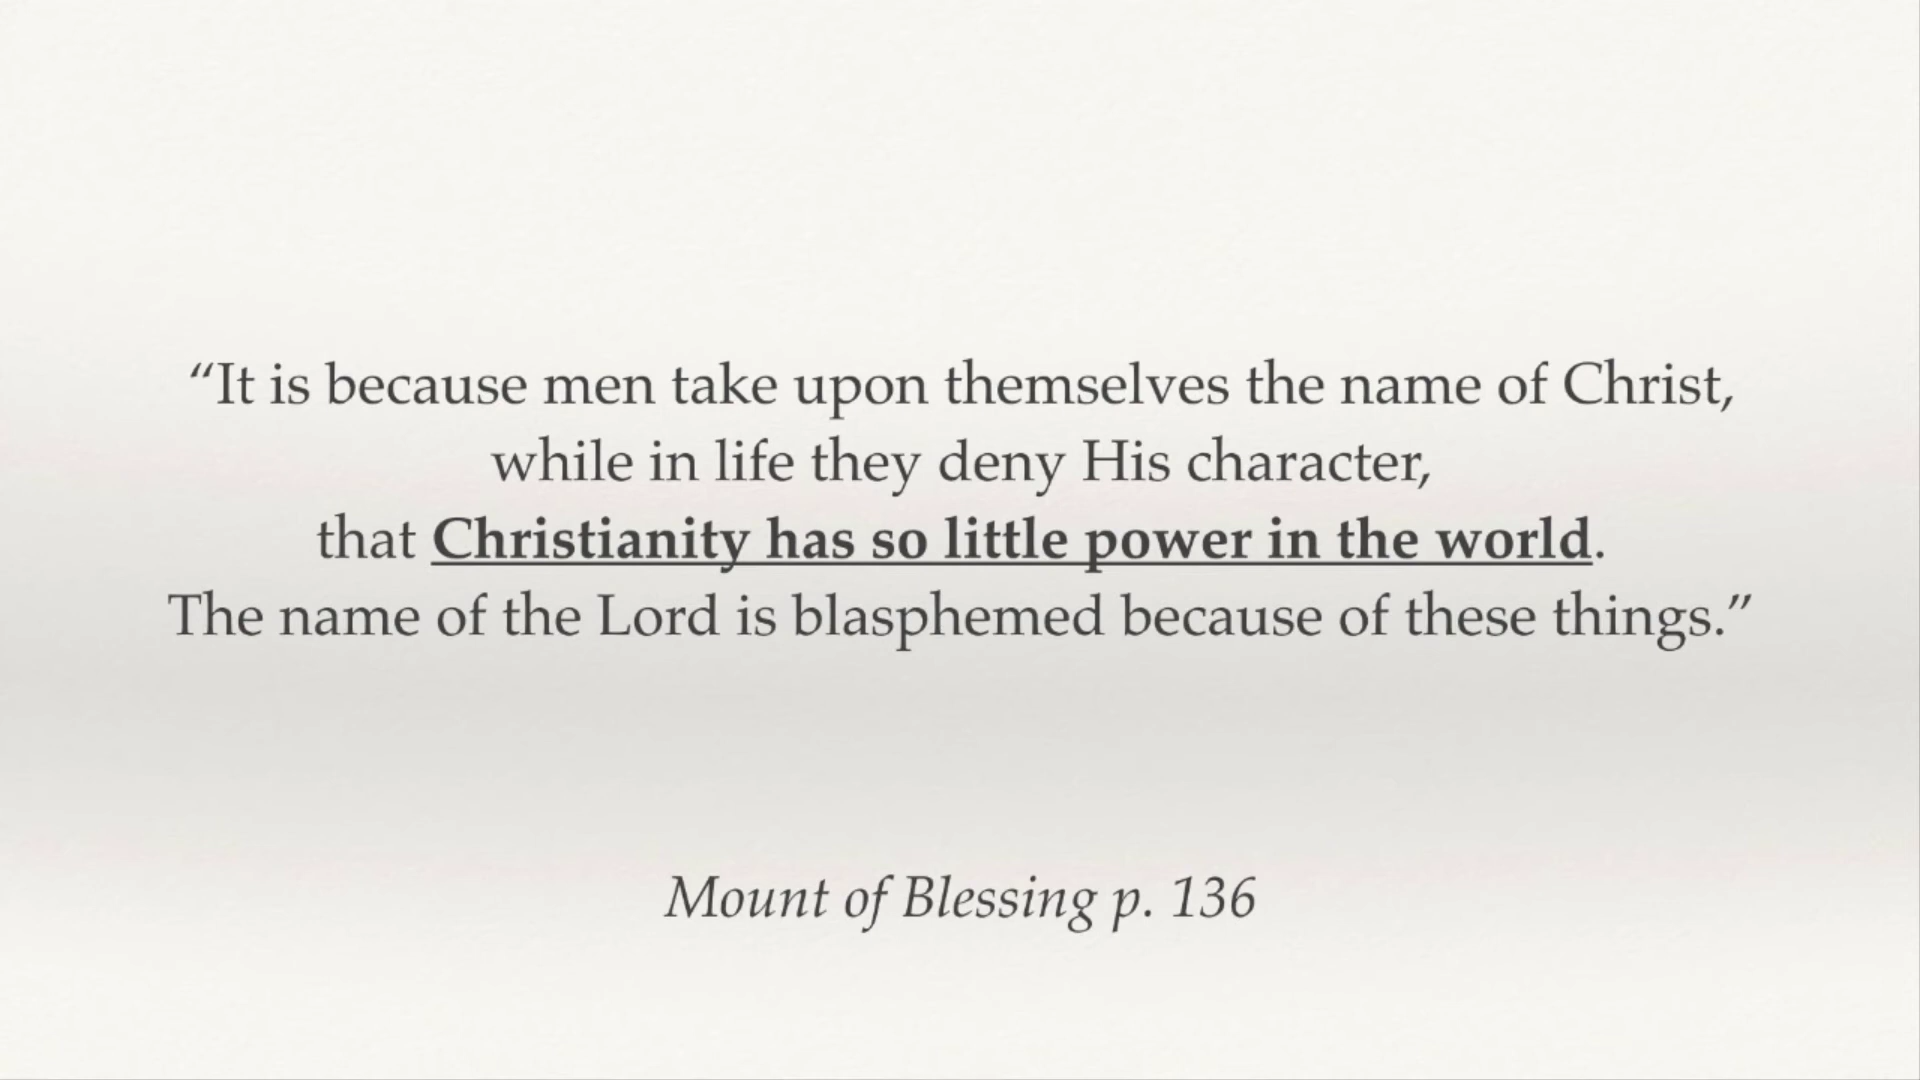 “It is because men take upon themselves the name of Christ,
while in life they deny His character,
that Christianity has so little power in the world.
The name of the Lord is blasphemed because of these things.”
Mount of Blessing p. 136